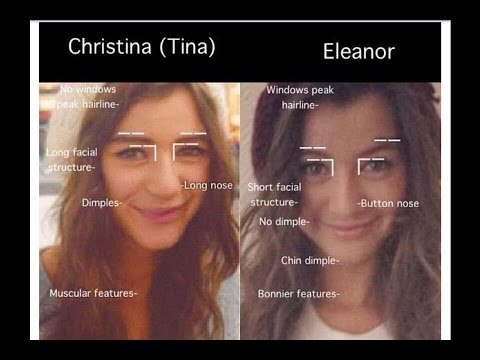 Christina (Tina)
Eleanor
No windows
peak hairline-
Windows peak
hairline-
Long facial
structure-
-Long nose
Dimples-
Short facial
structure-
-Button nose
No dimple-
Chin dimple-
Muscular features-
Bonnier features-